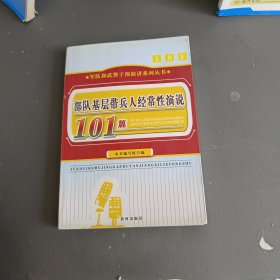 101
军队和武警干部演讲系列丛书
部队基层带兵人经常性演说
101篇
BUDUIJICENGDAIBINGRENJINGCHANGXINGYANSHUO
本书编写组 编